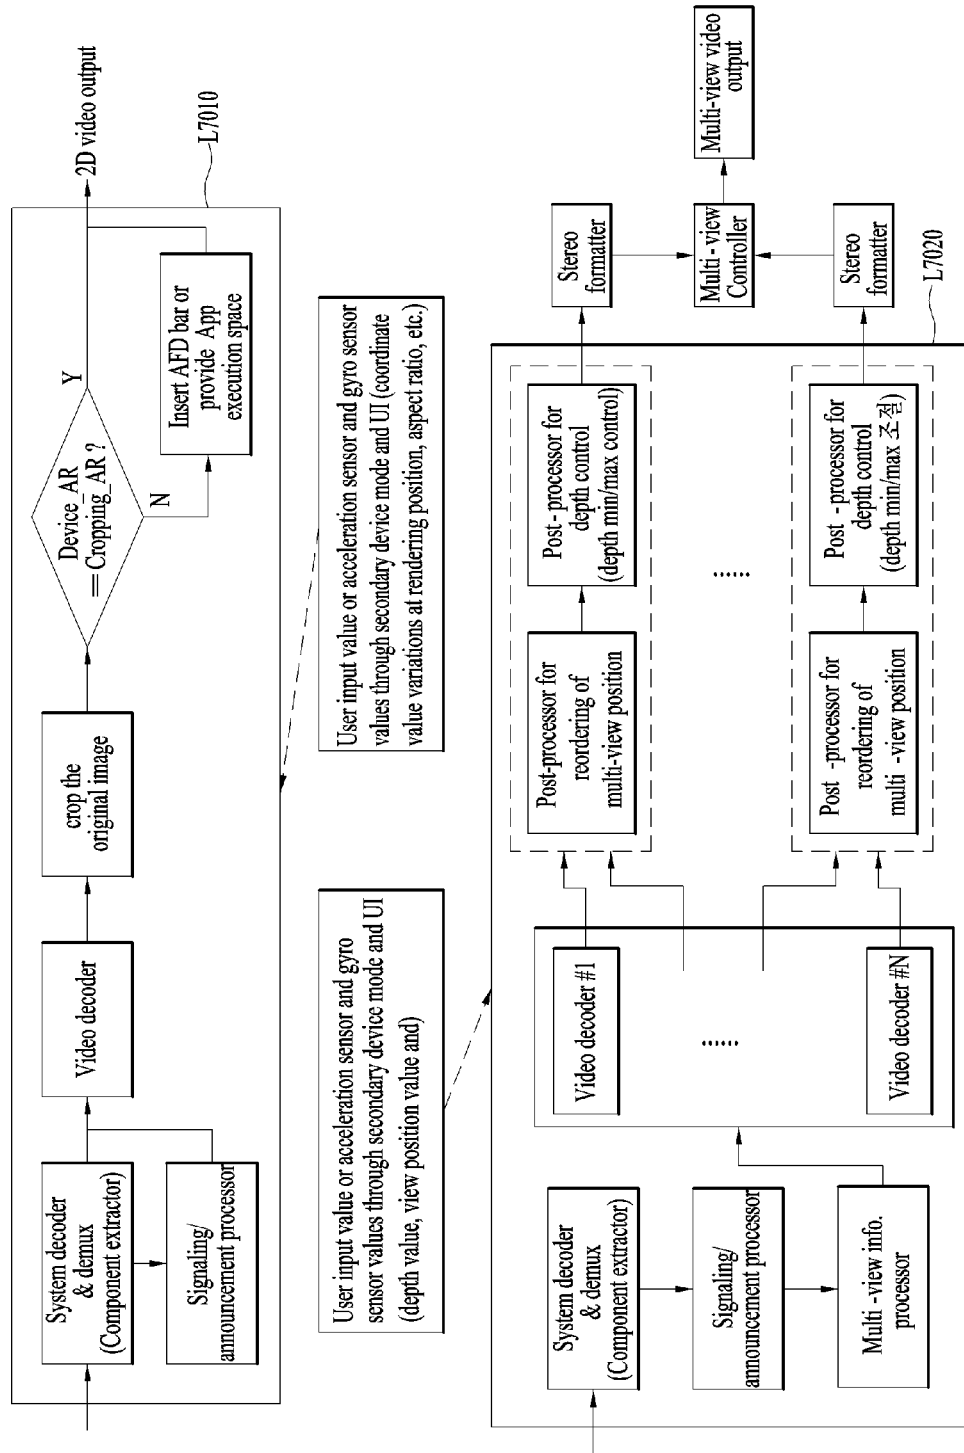 System decoder
& demux
(Component extractor)
Signaling/
announcement processor
Video decoder
crop the
original image
Device_AR
== Cropping_AR ?
Y
N
Insert AFD bar or
provide App
execution space
2D video output
L7010
User input value or acceleration sensor and gyro
sensor values through secondary device mode and UI
(depth value, view position value and)
User input value or acceleration sensor and gyro sensor
values through secondary device mode and UI (coordinate
value variations at rendering position, aspect ratio, etc.)
System decoder
& demux
(Component extractor)
Signaling/
announcement processor
Multi -view info.
processor
Video decoder #1
......
Video decoder #N
Post-processor for
reordering of
multi-view position
Post - processor for
depth control
(depth min/max control)
......
Post -processor for
reordering of
multi -view position
Post -processor for
depth control
(depth min/max 조절)
Stereo
formatter
Multi - view
Controller
Stereo
formatter
Multi-view video
output
L7020